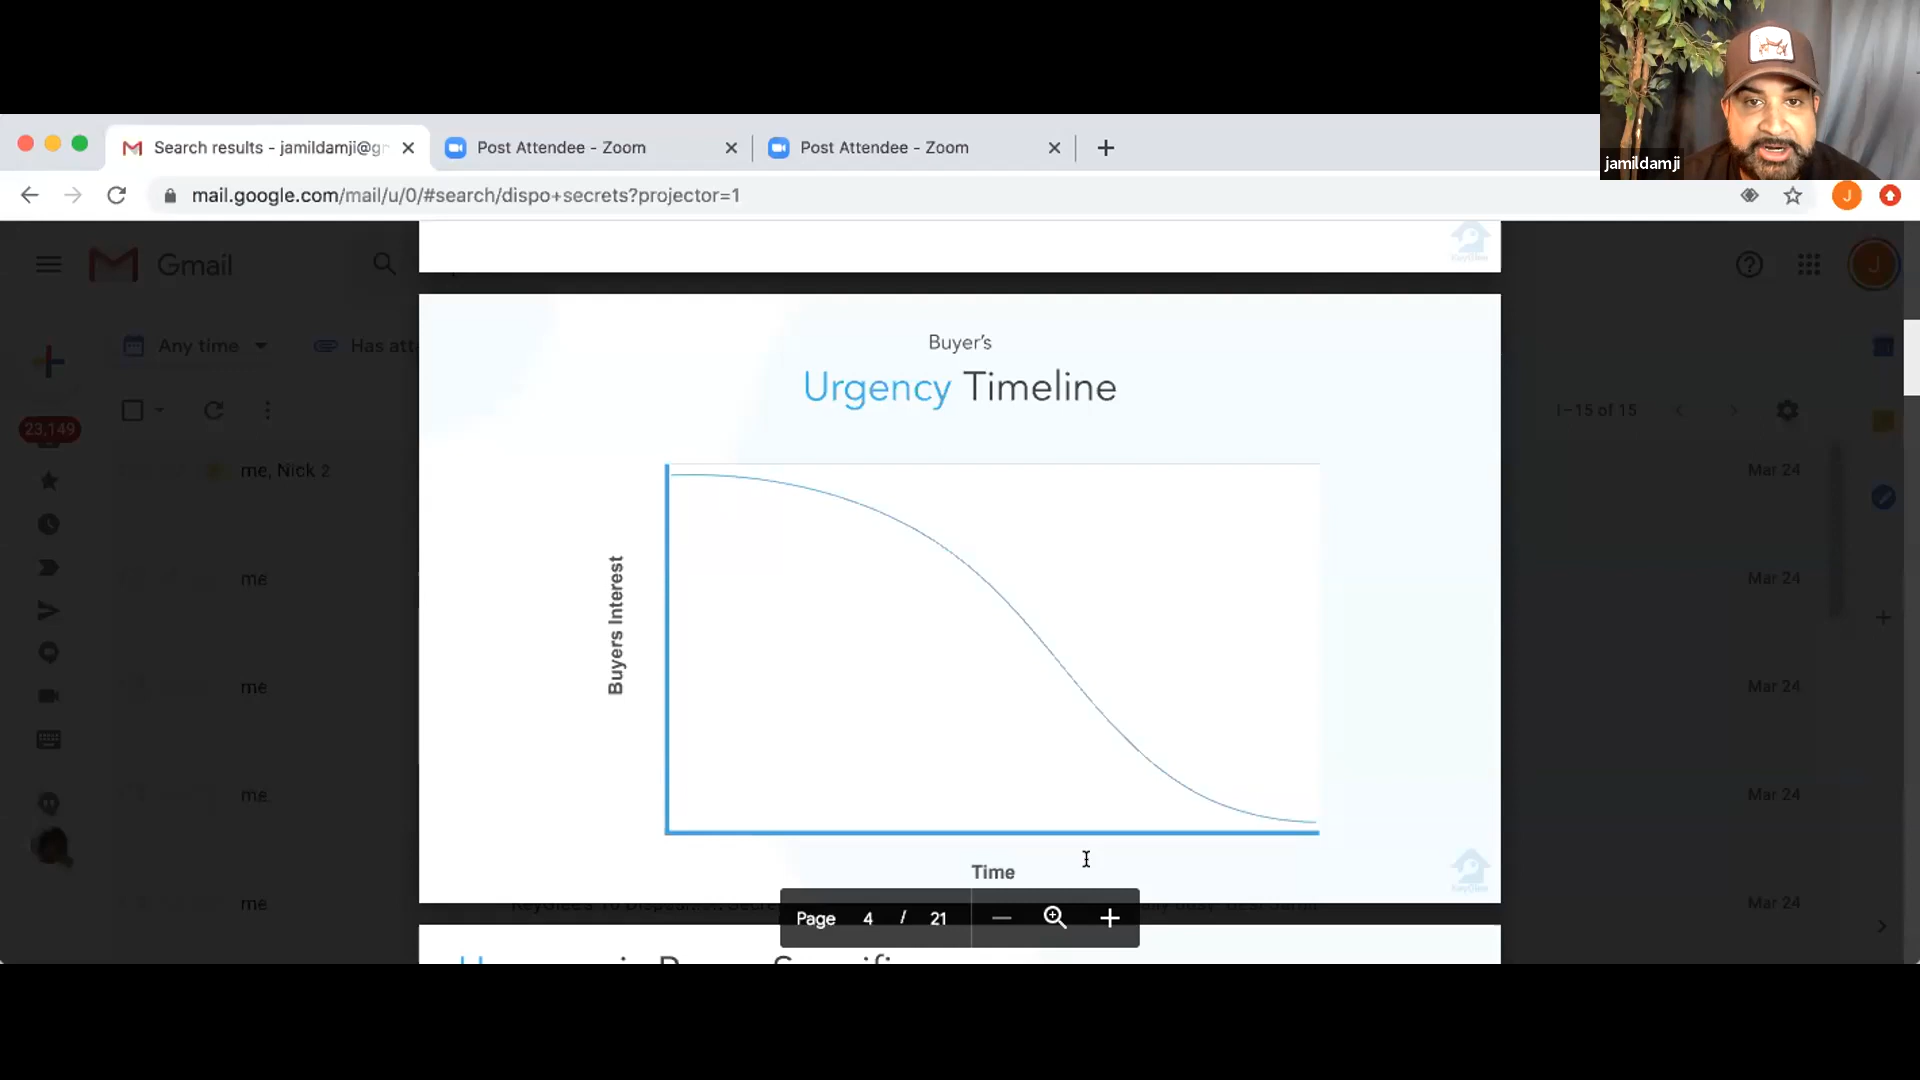 jamildamji
Search results - jamildamji@gm
Post Attendee - Zoom
Post Attendee - Zoom
mail.google.com/mail/u/0/#search/dispo+secrets?projector=1
J
Gmail
J
Any time
Has att
1–15 of 15
23,149
me, Nick 2
Mar 24
me
Mar 24
me
Mar 24
me
Mar 24
me
Mar 24
Buyer's
Urgency Timeline
Buyers Interest
Time
KeyGlee
Page 4 / 21